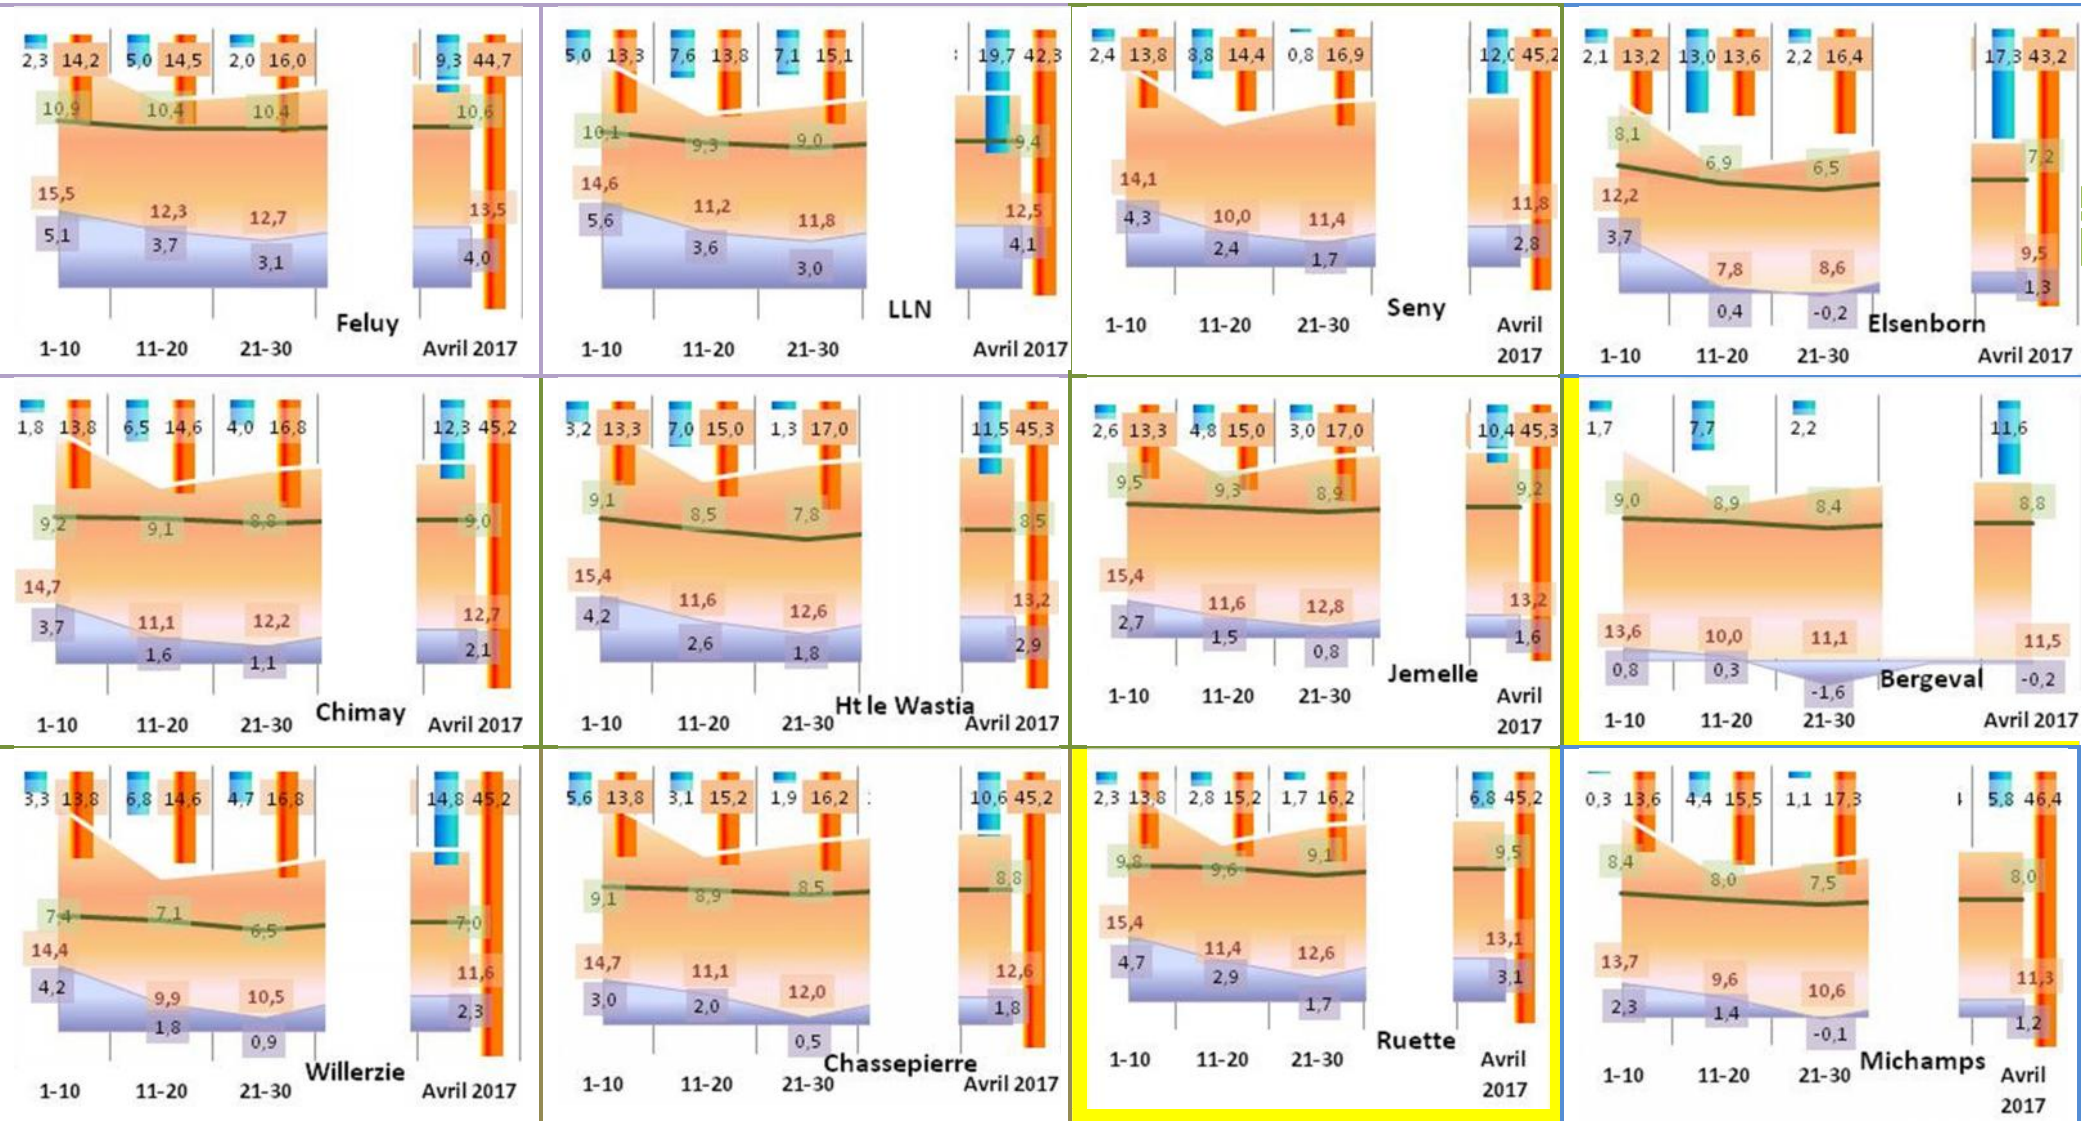 2,3 14,2 5,0 14,5 2,0 16,0 9,3 44,7
10,9 10,4 10,4 10,6
15,5 12,3 12,7 13,5
5,1 3,7 3,1 4,0
Feluy
1-10 11-20 21-30 Avril 2017
5,0 13,3 7,6 13,8 7,1 15,1 19,7 42,3
10,1 9,3 9,0 9,4
14,6 11,2 11,8 12,5
5,6 3,6 3,0 4,1
LLN
1-10 11-20 21-30 Avril 2017
2,4 13,8 8,8 14,4 0,8 16,9 12,0 45,2
14,1 10,0 11,4 11,8
4,3 2,4 1,7 2,8
Seny
1-10 11-20 21-30 Avril
2017
2,1 13,2 13,0 13,6 2,2 16,4 17,3 43,2
8,1 6,9 6,5 7,2
12,2 7,8 8,6 9,5
3,7 0,4 -0,2 1,3
Elsenborn
1-10 11-20 21-30 Avril 2017
1,8 13,8 6,5 14,6 4,0 16,8 12,3 45,2
9,2 9,1 8,8 9,0
14,7 11,1 12,2 12,7
3,7 1,6 1,1 2,1
Chimay
1-10 11-20 21-30 Avril 2017
3,2 13,3 7,0 15,0 1,3 17,0 11,5 45,3
9,1 8,5 7,8 8,5
15,4 11,6 12,6 13,2
4,2 2,6 1,8 2,9
Ht le Wastia
1-10 11-20 21-30 Avril 2017
2,6 13,3 4,8 15,0 3,0 17,0 10,4 45,3
9,5 9,3 8,9 9,2
15,4 11,6 12,8 13,2
2,7 1,5 0,8 1,6
Jemelle
1-10 11-20 21-30 Avril
2017
1,7 7,7 2,2 11,6
9,0 8,9 8,4 8,8
13,6 10,0 11,1 11,5
0,8 0,3 -1,6 -0,2
Bergeval
1-10 11-20 21-30 Avril 2017
3,3 13,8 6,8 14,6 4,7 16,8 14,8 45,2
7,4 7,1 6,5 7,0
14,4 9,9 10,5 11,6
4,2 1,8 0,9 2,3
Willerzie
1-10 11-20 21-30 Avril 2017
5,6 13,8 3,1 15,2 1,9 16,2 10,6 45,2
9,1 8,9 8,5 8,8
14,7 11,1 12,0 12,6
3,0 2,0 0,5 1,8
Chassepierre
1-10 11-20 21-30 Avril 2017
2,3 13,8 2,8 15,2 1,7 16,2 6,8 45,2
9,8 9,6 9,1 9,5
15,4 11,4 12,6 13,1
4,7 2,9 1,7 3,1
Ruette
1-10 11-20 21-30 Avril
2017
0,3 13,6 4,4 15,5 1,1 17,3 5,8 46,4
8,4 8,0 7,5 8,0
13,7 9,6 10,6 11,3
2,3 1,4 -0,1 1,2
Michamps
1-10 11-20 21-30 Avril
2017